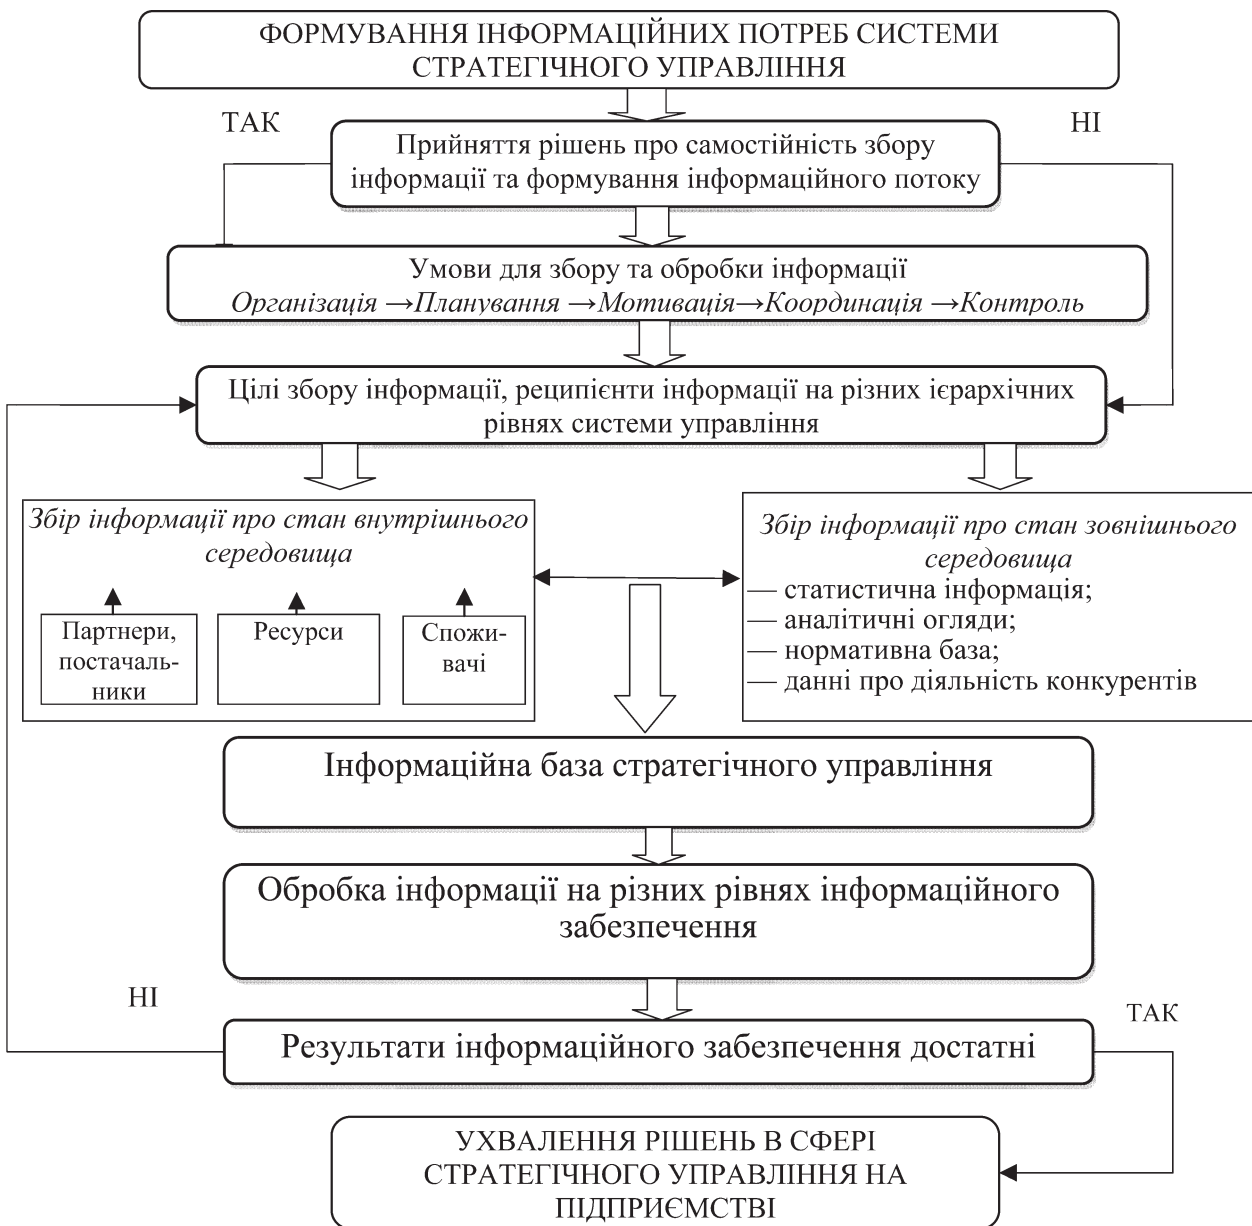 ФОРМУВАННЯ ІНФОРМАЦІЙНИХ ПОТРЕБ СИСТЕМИ
СТРАТЕГІЧНОГО УПРАВЛІННЯ
ТАК
НІ
Прийняття рішень про самостійність збору
інформації та формування інформаційного потоку
Умови для збору та обробки інформації
Організація →Планування →Мотивація→Координація →Контроль
Цілі збору інформації, реципієнти інформації на різних ієрархічних
рівнях системи управління
Збір інформації про стан внутрішнього
середовища
Партнери,
постачаль-
ники
Ресурси
Спожи-
вачі
Збір інформації про стан зовнішнього
середовища
— статистична інформація;
— аналітичні огляди;
— нормативна база;
— данні про діяльність конкурентів
Інформаційна база стратегічного управління
Обробка інформації на різних рівнях інформаційного
забезпечення
НІ
ТАК
Результати інформаційного забезпечення достатні
УХВАЛЕННЯ РІШЕНЬ В СФЕРІ
СТРАТЕГІЧНОГО УПРАВЛІННЯ НА
ПІДПРИЄМСТВІ